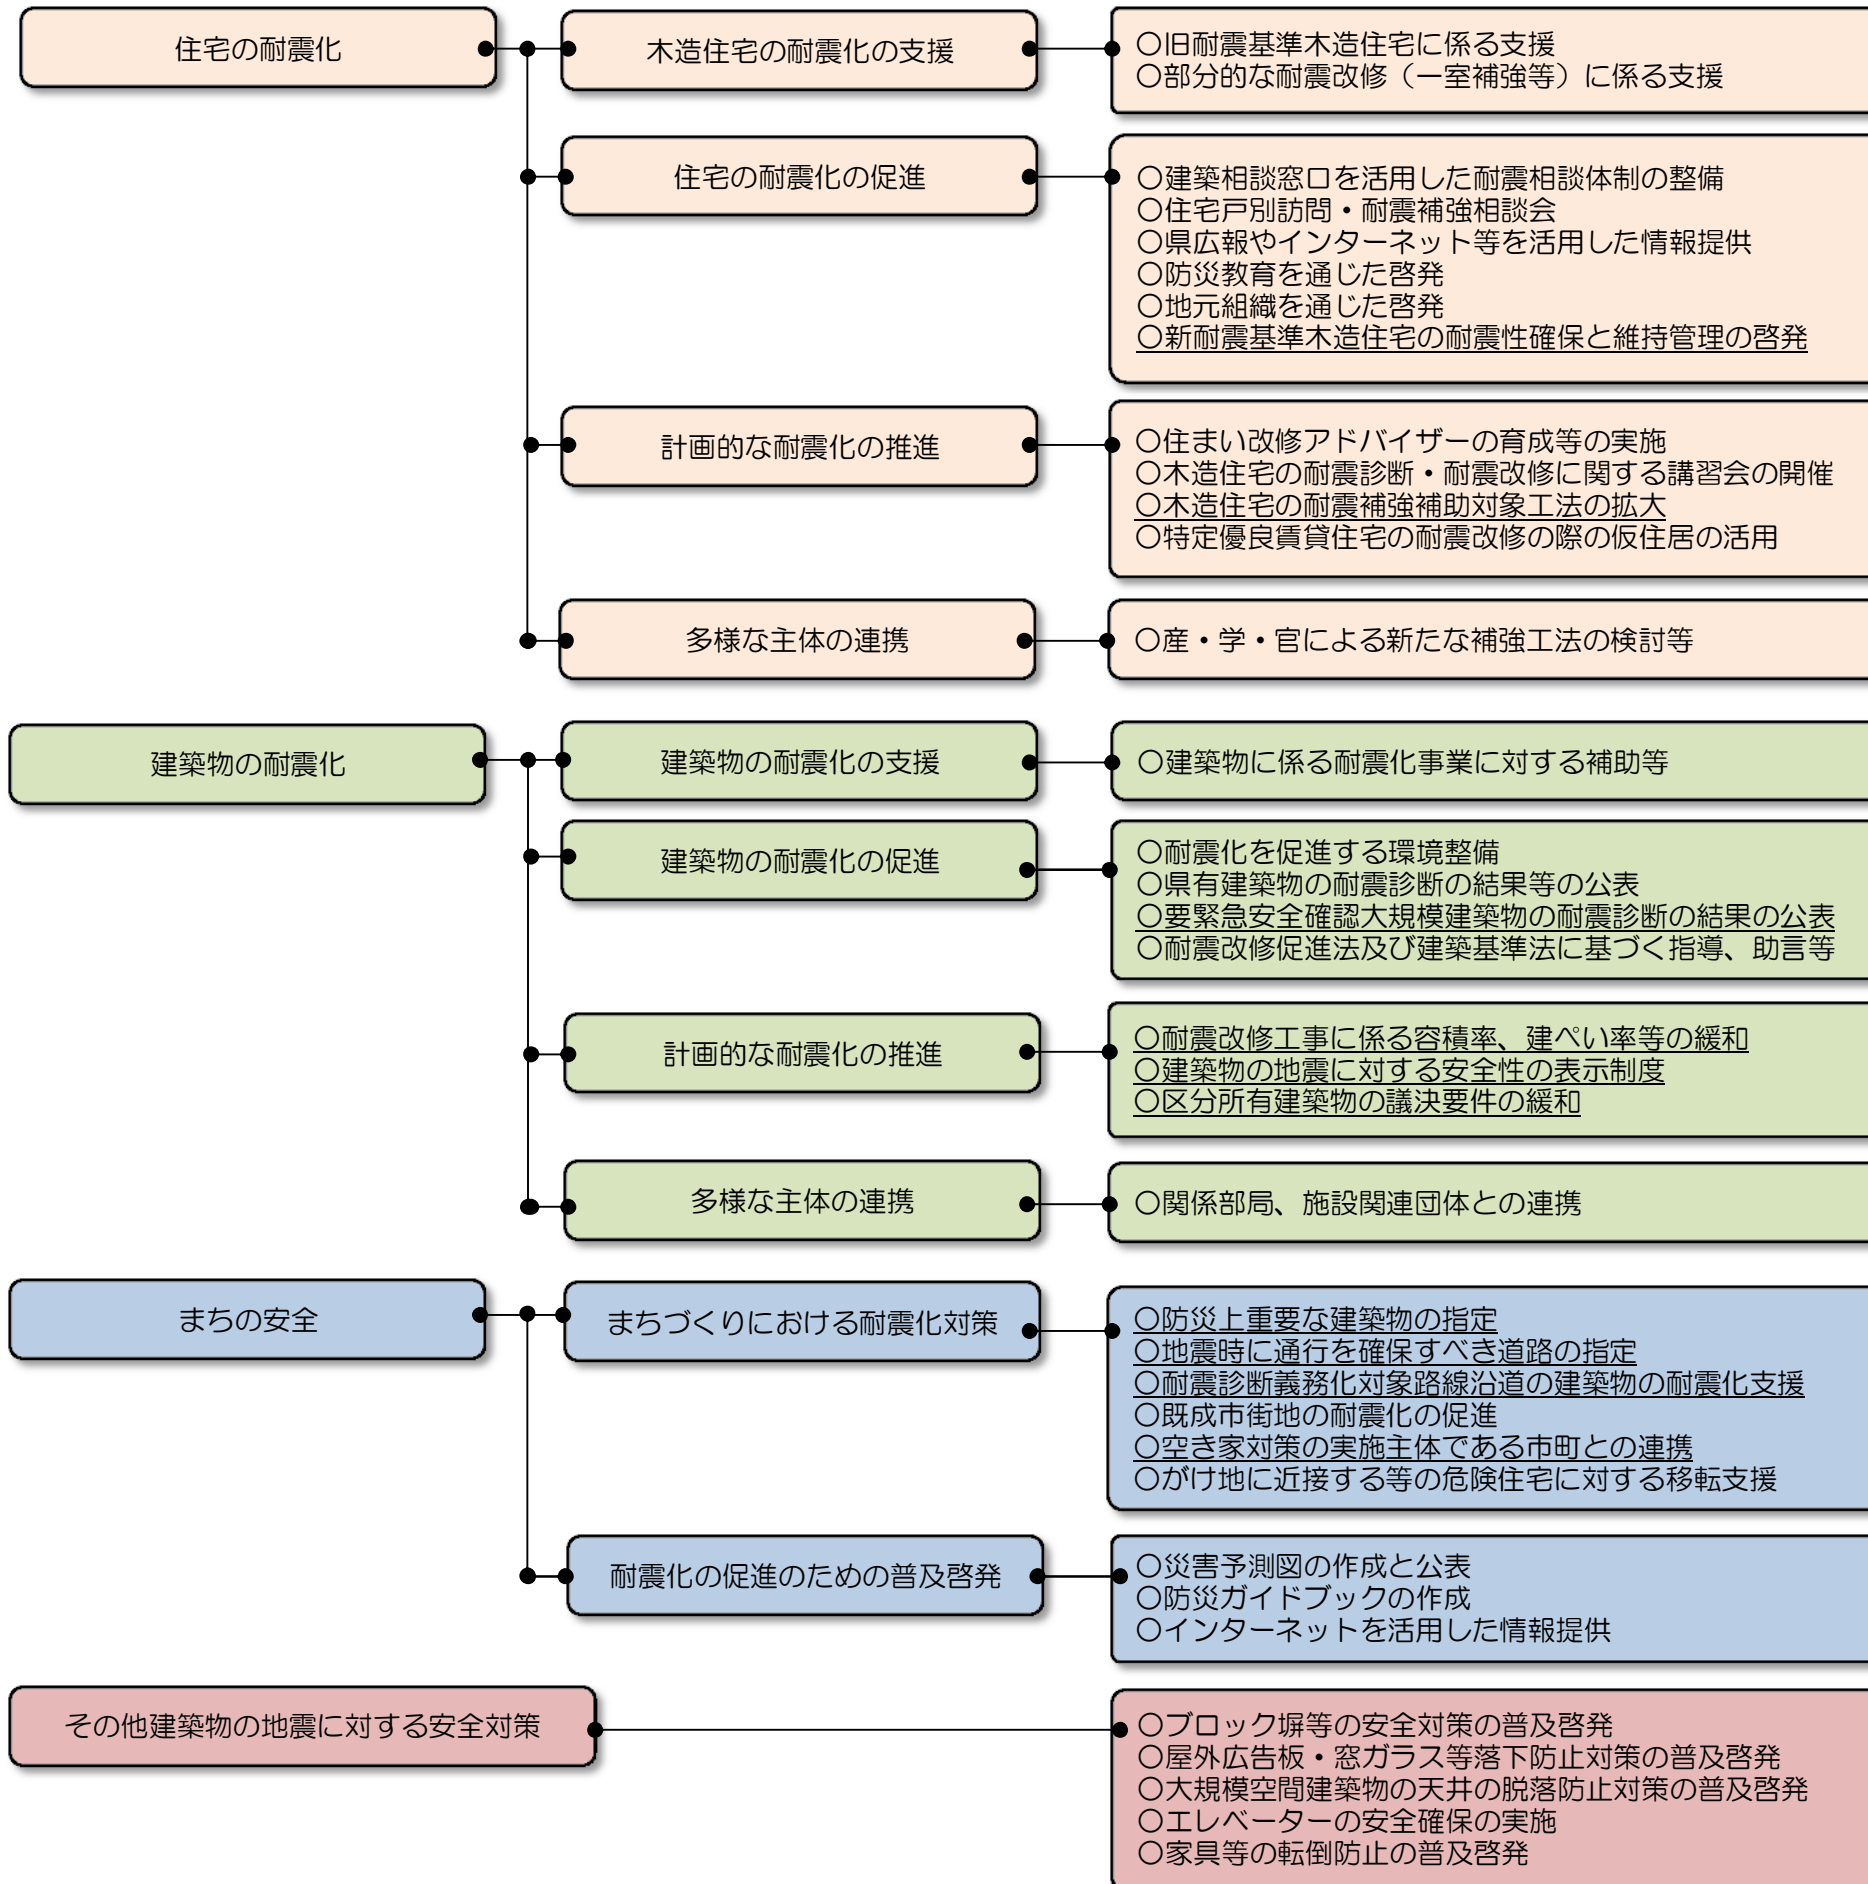 住宅の耐震化
木造住宅の耐震化の支援
〇旧耐震基準木造住宅に係る支援
〇部分的な耐震改修（一室補強等）に係る支援
住宅の耐震化の促進
〇建築相談窓口を活用した耐震相談体制の整備
〇住宅戸別訪問・耐震補強相談会
〇県広報やインターネット等を活用した情報提供
〇防災教育を通じた啓発
〇地元組織を通じた啓発
〇新耐震基準木造住宅の耐震性確保と維持管理の啓発
計画的な耐震化の推進
〇住まい改修アドバイザーの育成等の実施
〇木造住宅の耐震診断・耐震改修に関する講習会の開催
〇木造住宅の耐震補強補助対象工法の拡大
〇特定優良賃貸住宅の耐震改修の際の仮住居の活用
多様な主体の連携
〇産・学・官による新たな補強工法の検討等
建築物の耐震化
建築物の耐震化の支援
〇建築物に係る耐震化事業に対する補助等
建築物の耐震化の促進
〇耐震化を促進する環境整備
〇県有建築物の耐震診断の結果等の公表
〇要緊急安全確認大規模建築物の耐震診断の結果の公表
〇耐震改修促進法及び建築基準法に基づく指導、助言等
計画的な耐震化の推進
〇耐震改修工事に係る容積率、建ぺい率等の緩和
〇建築物の地震に対する安全性の表示制度
〇区分所有建築物の議決要件の緩和
多様な主体の連携
〇関係部局、施設関連団体との連携
まちの安全
まちづくりにおける耐震化対策
〇防災上重要な建築物の指定
〇地震時に通行を確保すべき道路の指定
〇耐震診断義務化対象路線沿道の建築物の耐震化支援
〇既成市街地の耐震化の促進
〇空き家対策の実施主体である市町との連携
〇がけ地に近接する等の危険住宅に対する移転支援
耐震化の促進のための普及啓発
〇災害予測図の作成と公表
〇防災ガイドブックの作成
〇インターネットを活用した情報提供
その他建築物の地震に対する安全対策
〇ブロック塀等の安全対策の普及啓発
〇屋外広告板・窓ガラス等落下防止対策の普及啓発
〇大規模空間建築物の天井の脱落防止対策の普及啓発
〇エレベーターの安全確保の実施
〇家具等の転倒防止の普及啓発